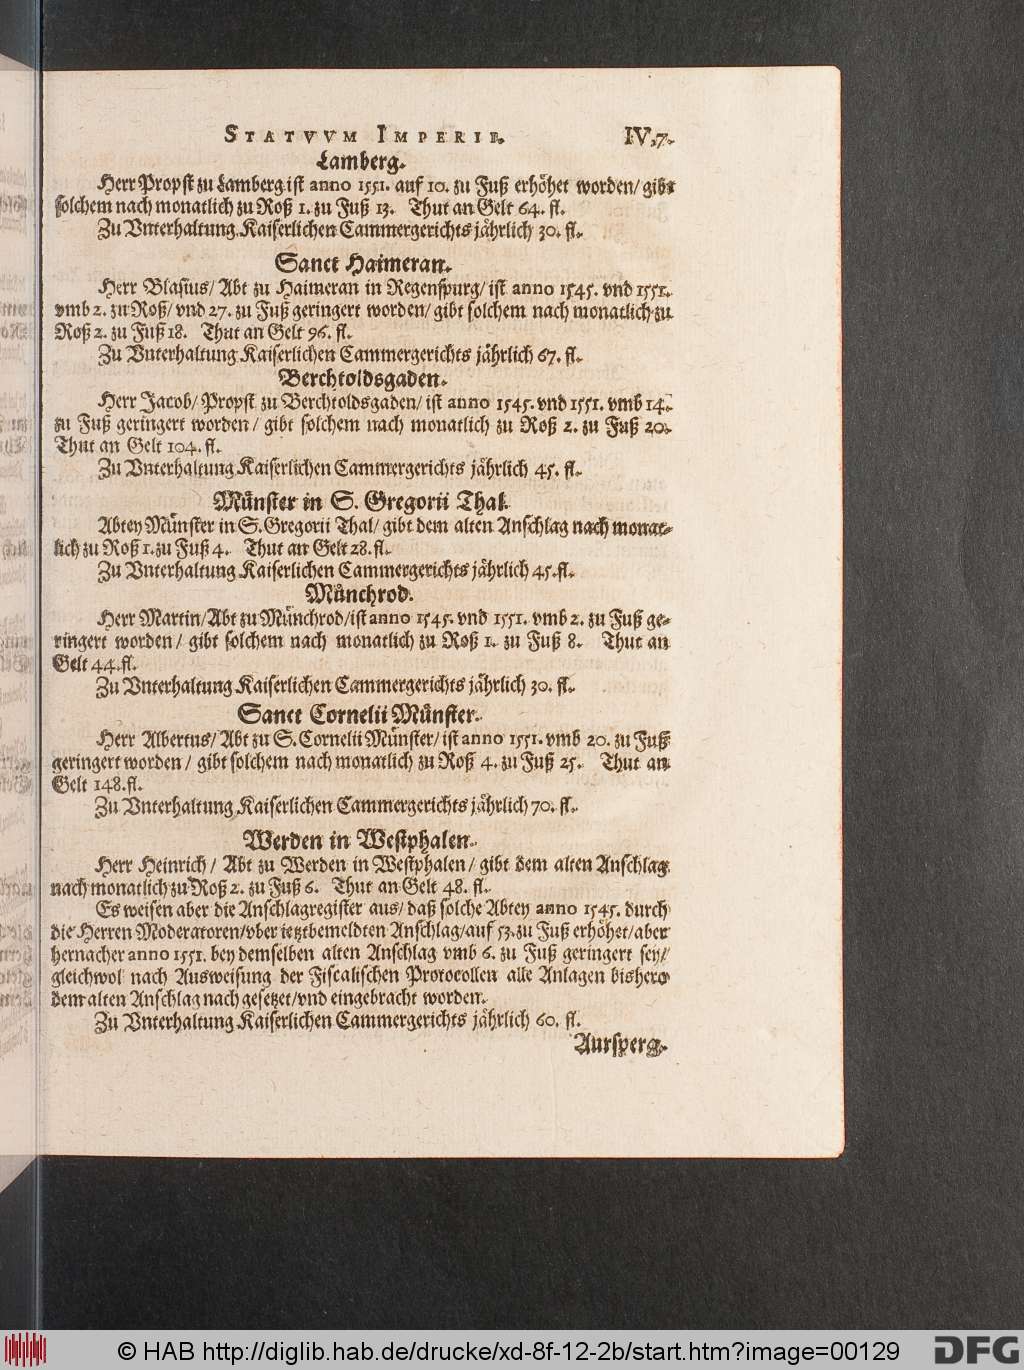 STATVVM IMPERII. IV,7.
Lamberg.
Herr Propst zu Lamberg ist anno 1551. auf 10. zu Fuß erhöhet worden/ gibt
solchem nach monatlich zu Roß 1. zu Fuß 13. Thut an Gelt 64. fl.
Zu Vnterhaltung Kaiserlichen Cammergerichts jährlich 30. fl.
Sanct Haimeran.
Herr Blasius/ Abt zu Haimeran in Regenspurg/ ist anno 1545. vnd 1551.
vmb 2. zu Roß/ vnd 27. zu Fuß geringert worden/ gibt solchem nach monatlich zu
Roß 2. zu Fuß 18. Thut an Gelt 96. fl.
Zu Vnterhaltung Kaiserlichen Cammergerichts jährlich 67. fl.
Berchtoldsgaden.
Herr Jacob/ Propst zu Berchtoldsgaden/ ist anno 1545. vnd 1551. vmb 14.
zu Fuß geringert worden/ gibt solchem nach monatlich zu Roß 2. zu Fuß 20.
Thut an Gelt 104. fl.
Zu Vnterhaltung Kaiserlichen Cammergerichts jährlich 45. fl.
Münster in S. Gregorii Thal.
Abtey Münster in S. Gregorii Thal/ gibt dem alten Anschlag nach monat-
lich zu Roß 1. zu Fuß 4. Thut an Gelt 28. fl.
Zu Vnterhaltung Kaiserlichen Cammergerichts jährlich 45. fl.
Münchrod.
Herr Martin/ Abt zu Münchrod/ ist anno 1545. vnd 1551. vmb 2. zu Fuß ge-
ringert worden/ gibt solchem nach monatlich zu Roß 1. zu Fuß 8. Thut an
Gelt 44. fl.
Zu Vnterhaltung Kaiserlichen Cammergerichts jährlich 30. fl.
Sanct Cornelii Münster.
Herr Albertus/ Abt zu S. Cornelii Münster/ ist anno 1551. vmb 20. zu Fuß
geringert worden/ gibt solchem nach monatlich zu Roß 4. zu Fuß 25. Thut an
Gelt 148. fl.
Zu Vnterhaltung Kaiserlichen Cammergerichts jährlich 70. fl.
Werden in Westphalen.
Herr Heinrich/ Abt zu Werden in Westphalen/ gibt dem alten Anschlag
nach monatlich zu Roß 2. zu Fuß 6. Thut an Gelt 48. fl.
Es weisen aber die Anschlagregister aus/ daß solche Abtey anno 1545. durch
die Herren Moderatoren/ vber ietztbemeldten Anschlag/ auf 53. zu Fuß erhöhet/ aber
hernacher anno 1551. bey demselben alten Anschlag vmb 6. zu Fuß geringert sey/
gleichwol nach Ausweisung der Fiscalischen Protocollen alle Anlagen bishero
dem alten Anschlag nach gesetzet/ vnd eingebracht worden.
Zu Vnterhaltung Kaiserlichen Cammergerichts jährlich 60. fl.
Aursperg.
© HAB http://diglib.hab.de/drucke/xd-8f-12-2b/start.htm?image=00129
DFG